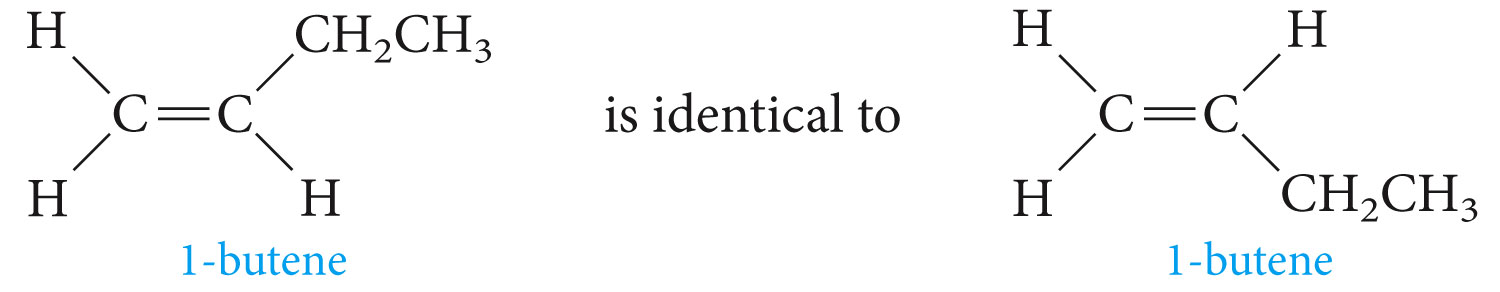 H CH₂CH₃ H H
C=C is identical to C=C
H H H CH₂CH₃
1-butene 1-butene